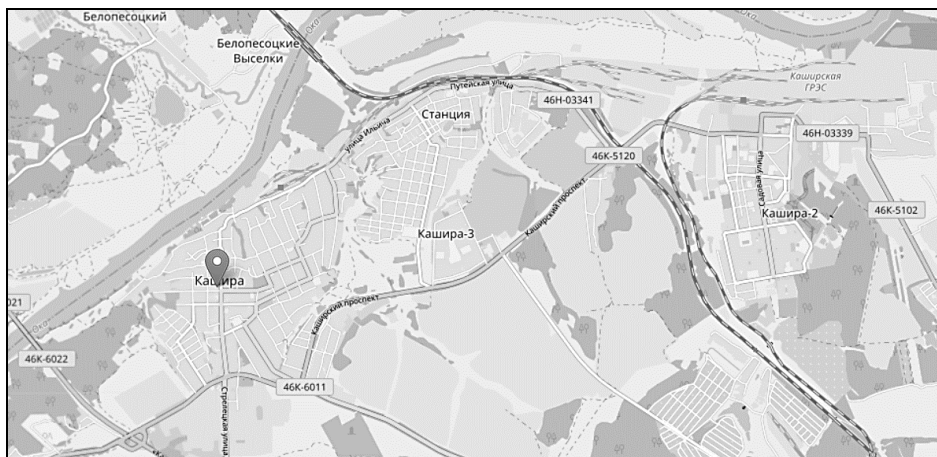 Белопесоцкий
Белопесоцкие
Выселки
Ока
Каширская
ГРЭС
Путейская улица
46Н-03341
Станция
улица Ильича
46Н-03339
46К-5120
Садовая улица
Каширский проспект
46К-5102
Кашира-2
Кашира-3
Кашира
021
Каширский проспект
Ока
46К-6022
46К-6011
Стрелецкая улица